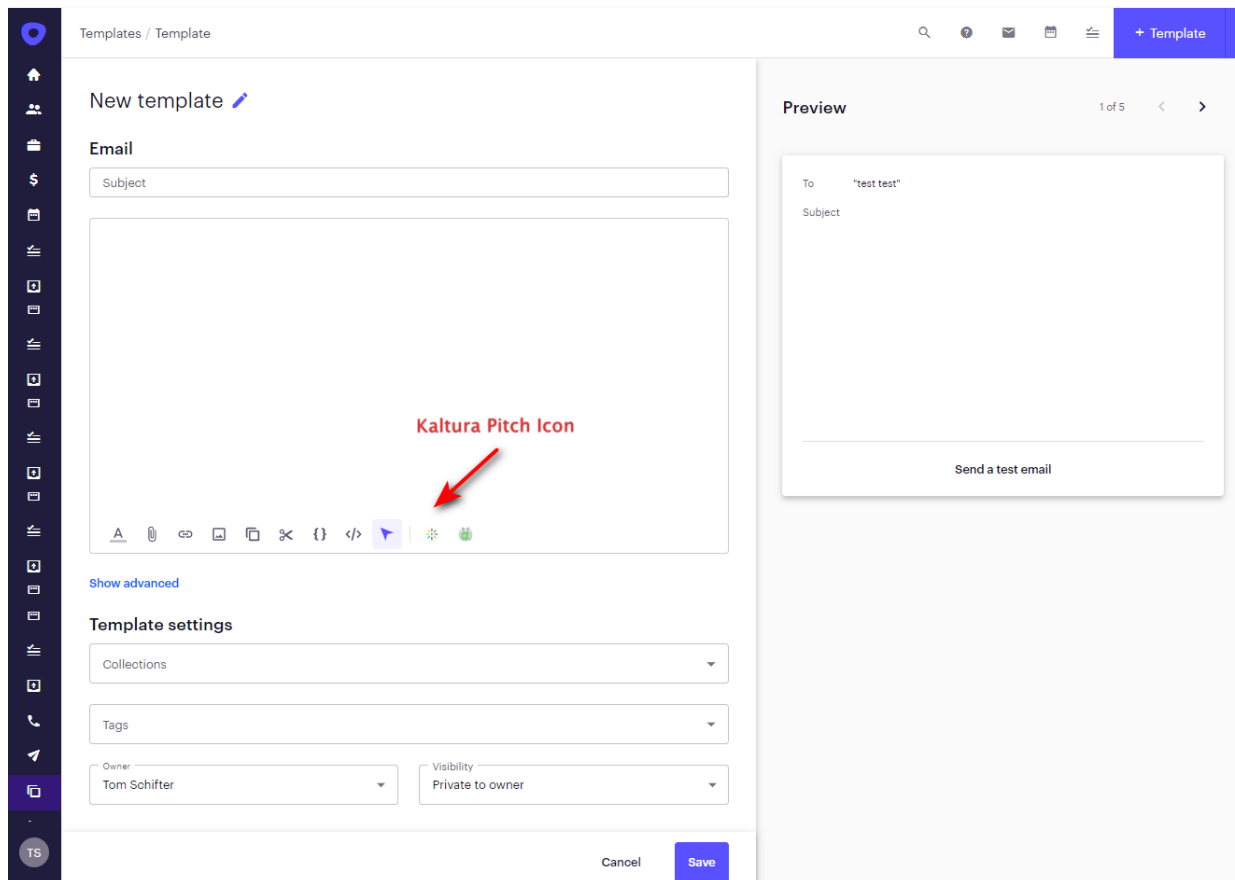 Templates / Template
+ Template
New template
Email
Subject
Kaltura Pitch Icon
A
{}
</>
Show advanced
Template settings
Collections
Tags
Owner
Tom Schifter
Visibility
Private to owner
Cancel
Save
TS
Preview
1 of 5
To "test test"
Subject
Send a test email